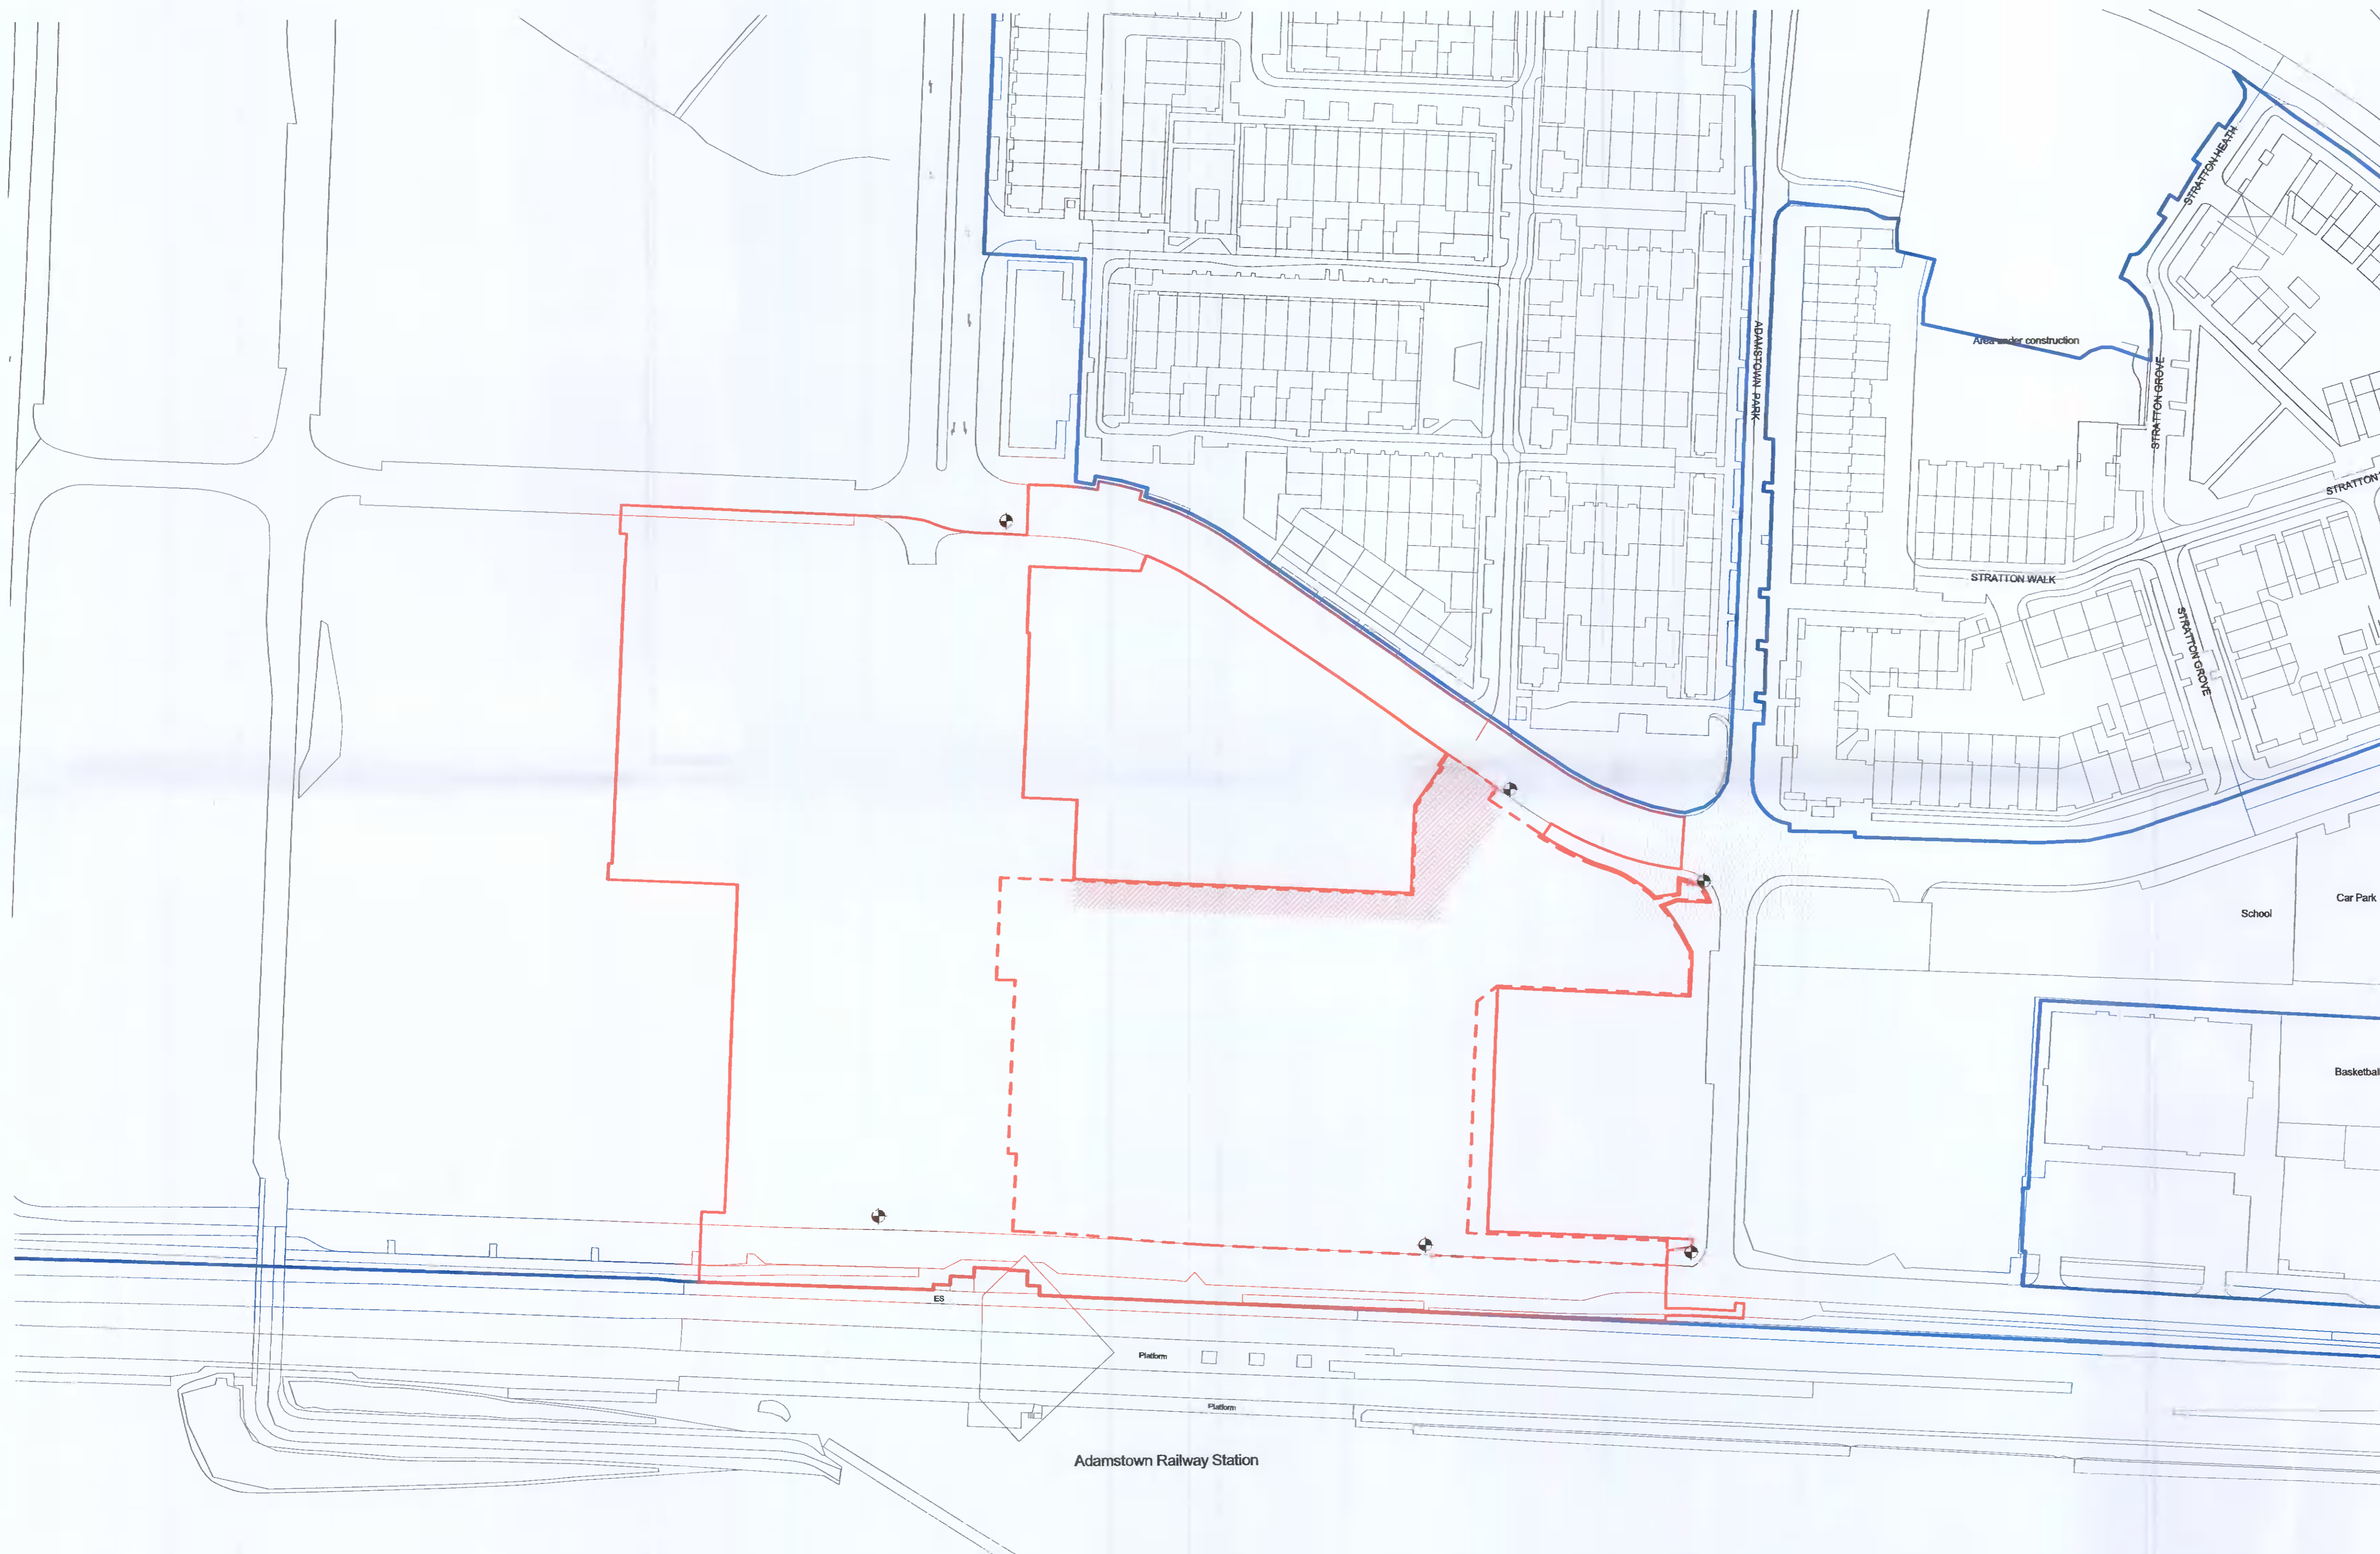 STRATTON HEATH
ADAMSTOWN PARK
Area under construction
STRATTON GROVE
STRATTON
STRATTON WALK
STRATTON GROVE
School
Car Park
Basketball
ES
Platform
Platform
Adamstown Railway Station